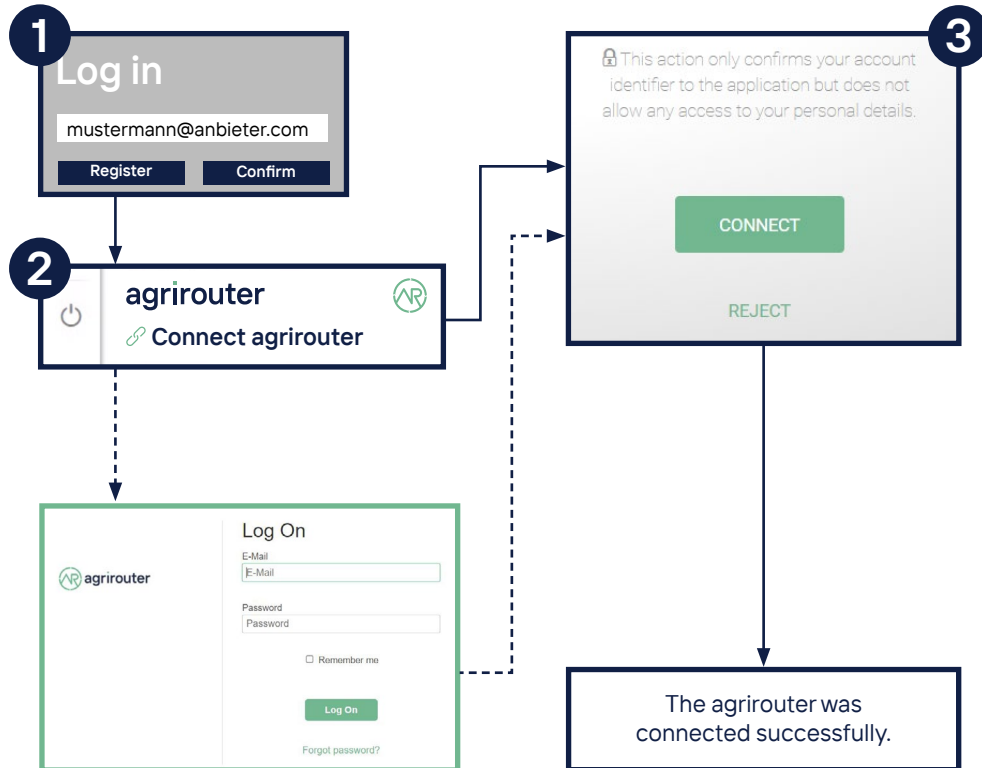 1
Log in
mustermann@anbieter.com
Register
Confirm
2
agrirouter
AR
Connect agrirouter
AR agrirouter
Log On
E-Mail
E-Mail
Password
Password
Remember me
Log On
Forgot password?
3
This action only confirms your account
identifier to the application but does not
allow any access to your personal details.
CONNECT
REJECT
The agrirouter was
connected successfully.